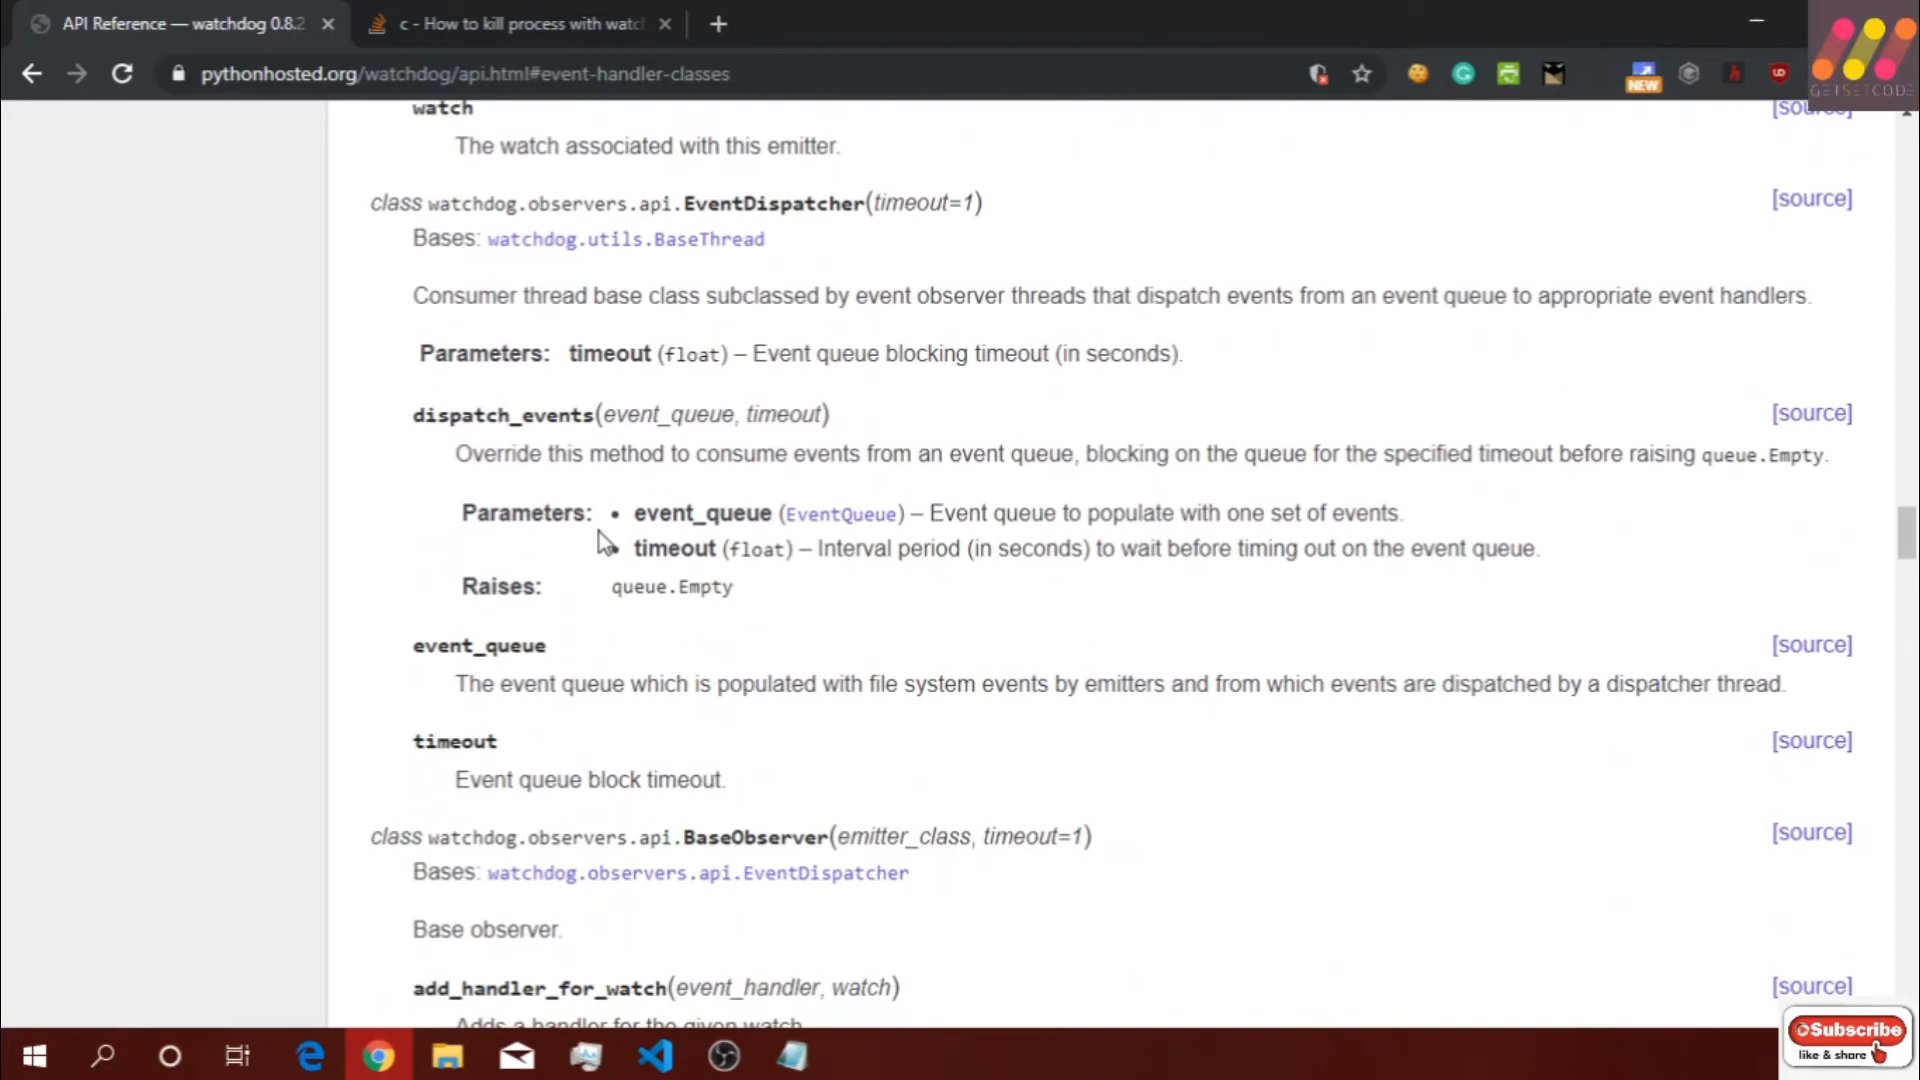 API Reference — watchdog 0.8.2
c - How to kill process with watc
pythonhosted.org/watchdog/api.html#event-handler-classes
NEW
UD
GETSETCODE
watch [source]
The watch associated with this emitter.
class watchdog.observers.api.EventDispatcher(timeout=1) [source]
Bases: watchdog.utils.BaseThread
Consumer thread base class subclassed by event observer threads that dispatch events from an event queue to appropriate event handlers.
Parameters: timeout (float) – Event queue blocking timeout (in seconds).
dispatch_events(event_queue, timeout) [source]
Override this method to consume events from an event queue, blocking on the queue for the specified timeout before raising queue.Empty.
Parameters: • event_queue (EventQueue) – Event queue to populate with one set of events.
• timeout (float) – Interval period (in seconds) to wait before timing out on the event queue.
Raises: queue.Empty
event_queue [source]
The event queue which is populated with file system events by emitters and from which events are dispatched by a dispatcher thread.
timeout [source]
Event queue block timeout.
class watchdog.observers.api.BaseObserver(emitter_class, timeout=1) [source]
Bases: watchdog.observers.api.EventDispatcher
Base observer.
add_handler_for_watch(event_handler, watch) [source]
Adds a handler for the given watch
Subscribe
like & share